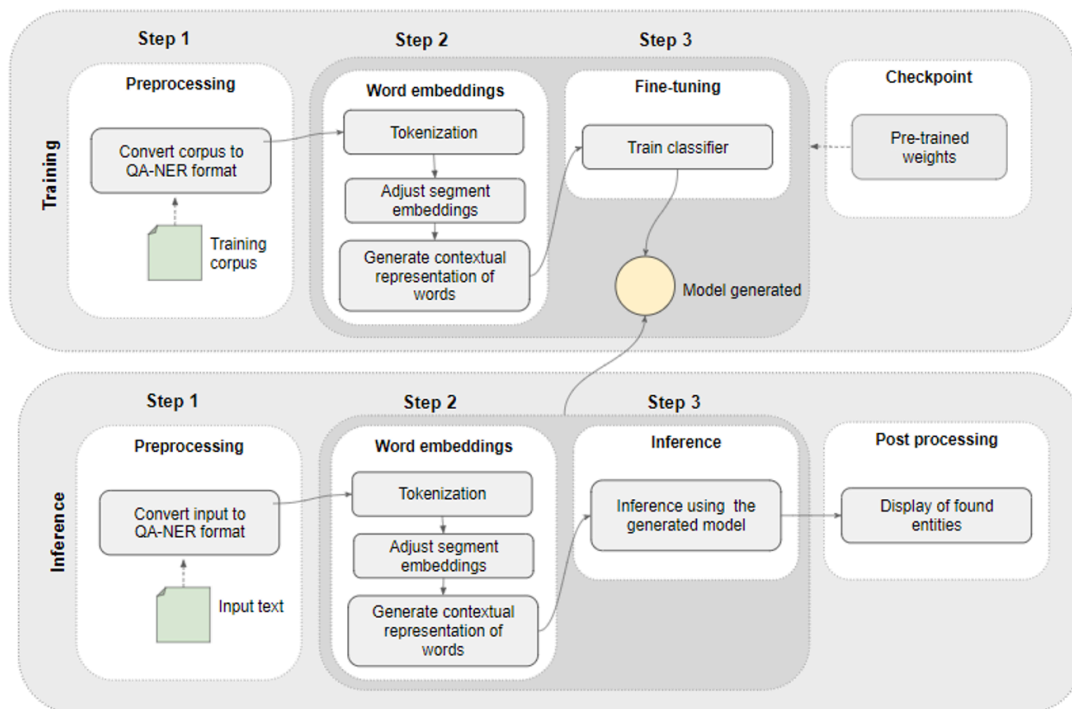 Training
Step 1
Step 2
Step 3
Preprocessing
Convert corpus to
QA-NER format
Training
corpus
Word embeddings
Tokenization
Adjust segment
embeddings
Generate contextual
representation of
words
Fine-tuning
Train classifier
Model generated
Checkpoint
Pre-trained
weights
Inference
Step 1
Step 2
Step 3
Preprocessing
Convert input to
QA-NER format
Input text
Word embeddings
Tokenization
Adjust segment
embeddings
Generate contextual
representation of
words
Inference
Inference using the
generated model
Post processing
Display of found
entities